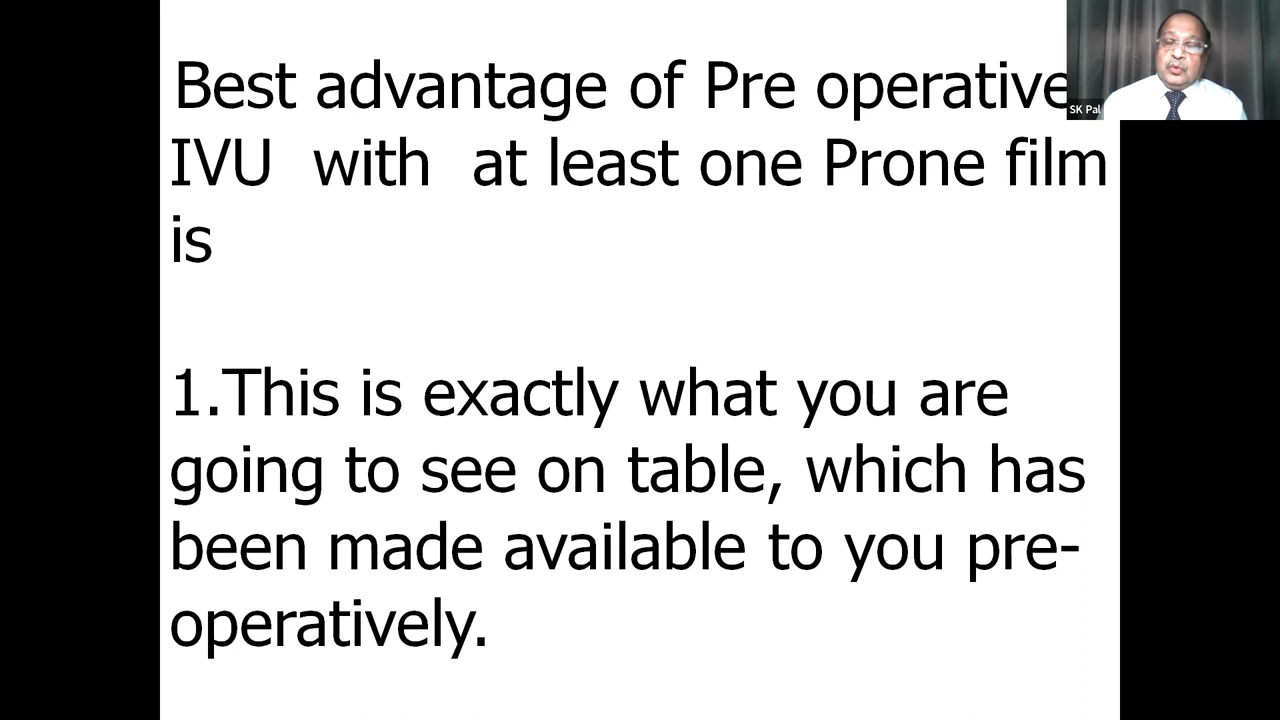 Best advantage of Pre operative
IVU with at least one Prone film
is
1.This is exactly what you are
going to see on table, which has
been made available to you pre-
operatively.
SK Pal